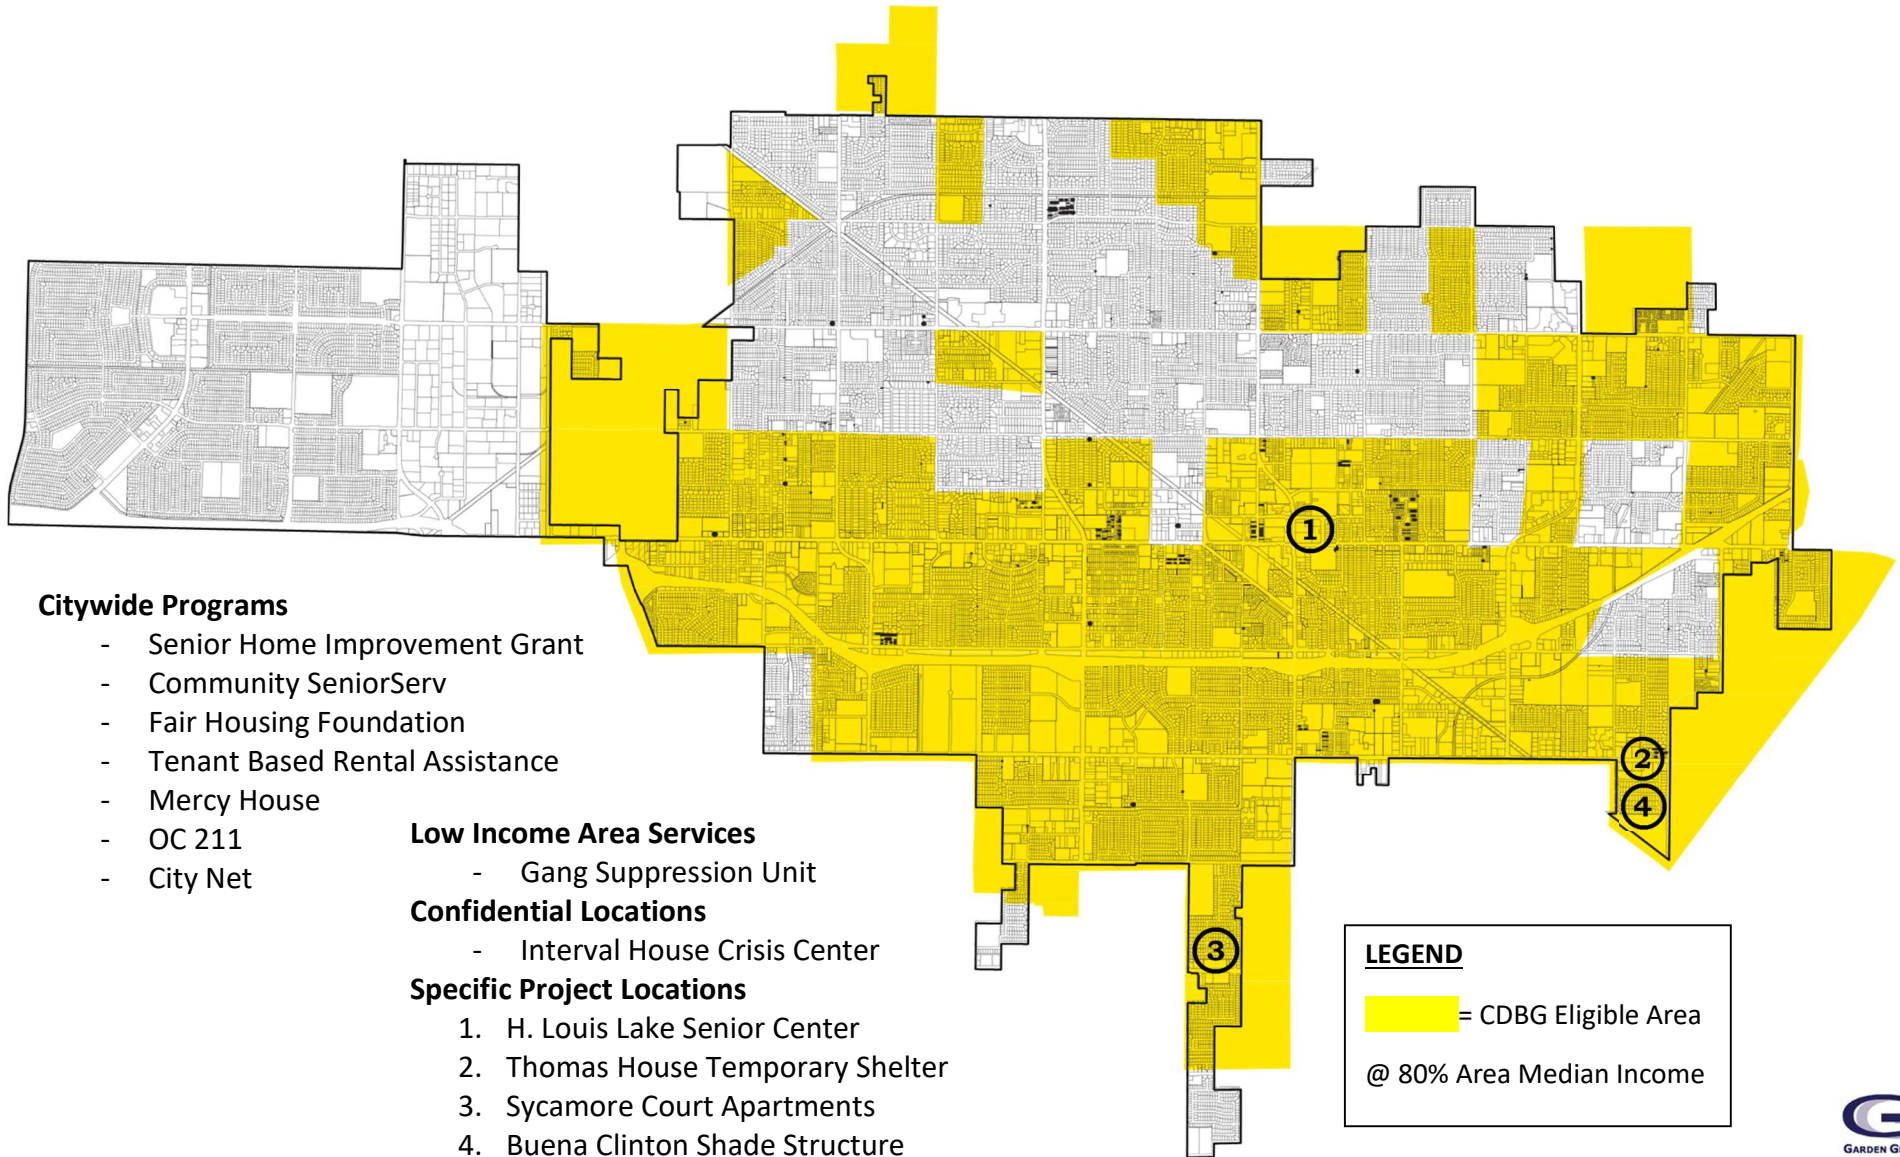 Citywide Programs
- Senior Home Improvement Grant
- Community SeniorServ
- Fair Housing Foundation
- Tenant Based Rental Assistance
- Mercy House
- OC 211
- City Net
Low Income Area Services
- Gang Suppression Unit
Confidential Locations
- Interval House Crisis Center
Specific Project Locations
1. H. Louis Lake Senior Center
2. Thomas House Temporary Shelter
3. Sycamore Court Apartments
4. Buena Clinton Shade Structure
1
2
4
3
LEGEND
= CDBG Eligible Area
@ 80% Area Median Income
GARDEN